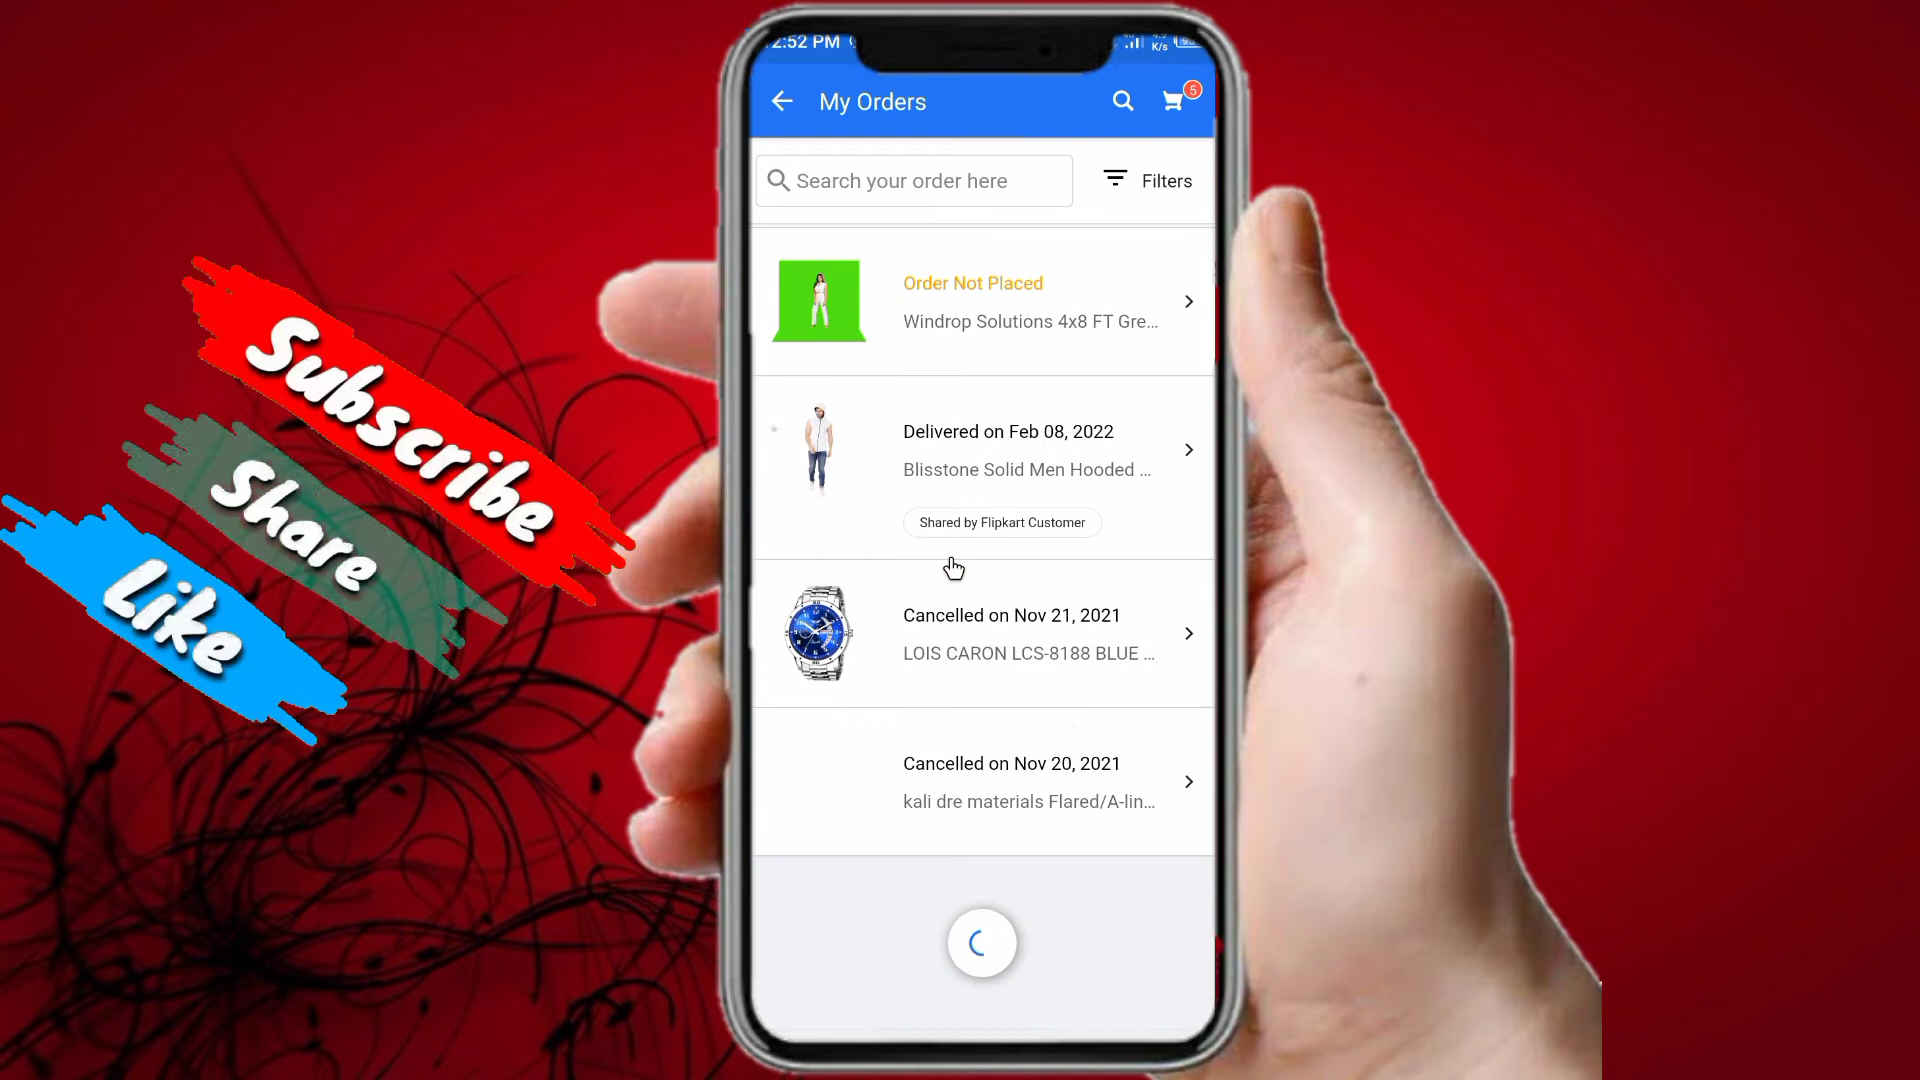 2:52 PM
K/s
My Orders
5
Search your order here
Filters
Order Not Placed
Windrop Solutions 4x8 FT Gre...
Delivered on Feb 08, 2022
Blisstone Solid Men Hooded ...
Shared by Flipkart Customer
Cancelled on Nov 21, 2021
LOIS CARON LCS-8188 BLUE ...
Cancelled on Nov 20, 2021
kali dre materials Flared/A-lin...
Subscribe
Share
Like